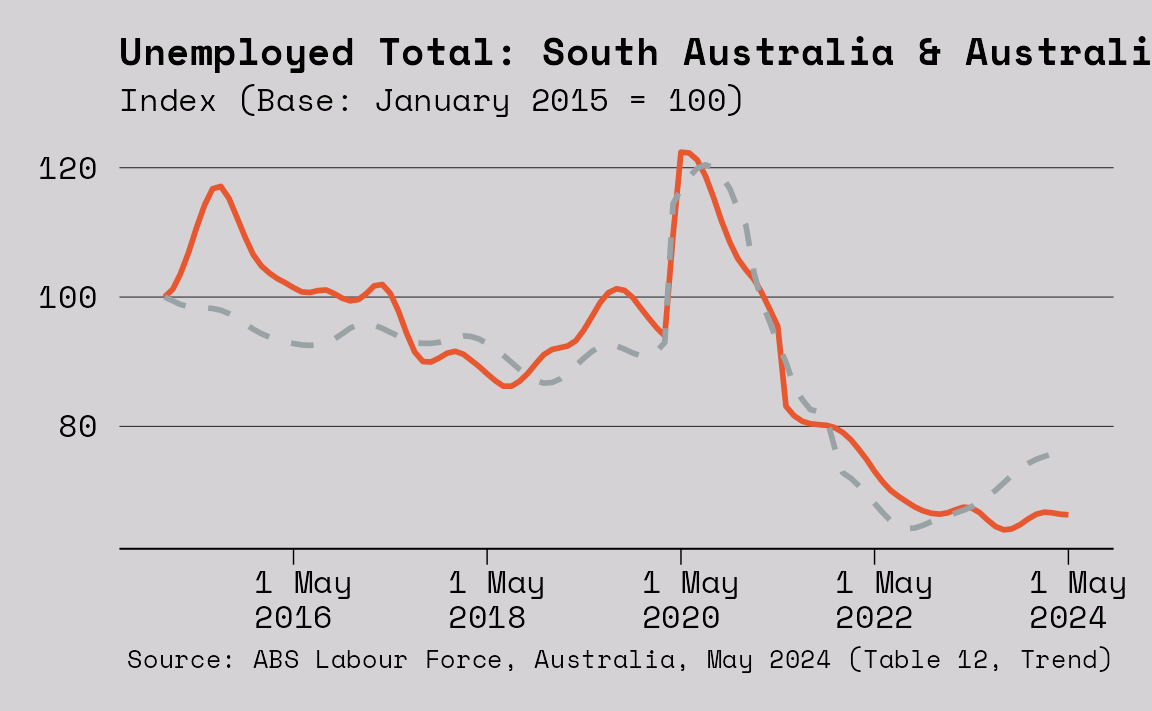 Unemployed Total: South Australia & Australi
Index (Base: January 2015 = 100)
120
100
80
1 May 1 May 1 May 1 May 1 May
2016 2018 2020 2022 2024
Source: ABS Labour Force, Australia, May 2024 (Table 12, Trend)